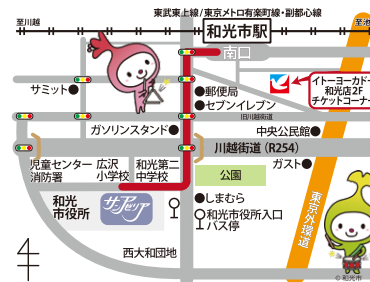 東武東上線/東京メトロ有楽町線・副都心線
至川越
至池
和光市駅
南口
イトーヨーカドー
和光店2F
チケットコーナー
サミット
郵便局
セブンイレブン
旧川越街道
ガソリンスタンド
中央公民館
川越街道(R254)
児童センター
消防署
広沢
小学校
和光第二
中学校
ガスト
公園
和光
市役所
サンアゼリア
しまむら
和光市役所入口
バス停
東京外環道
西大和団地
4
©和光市